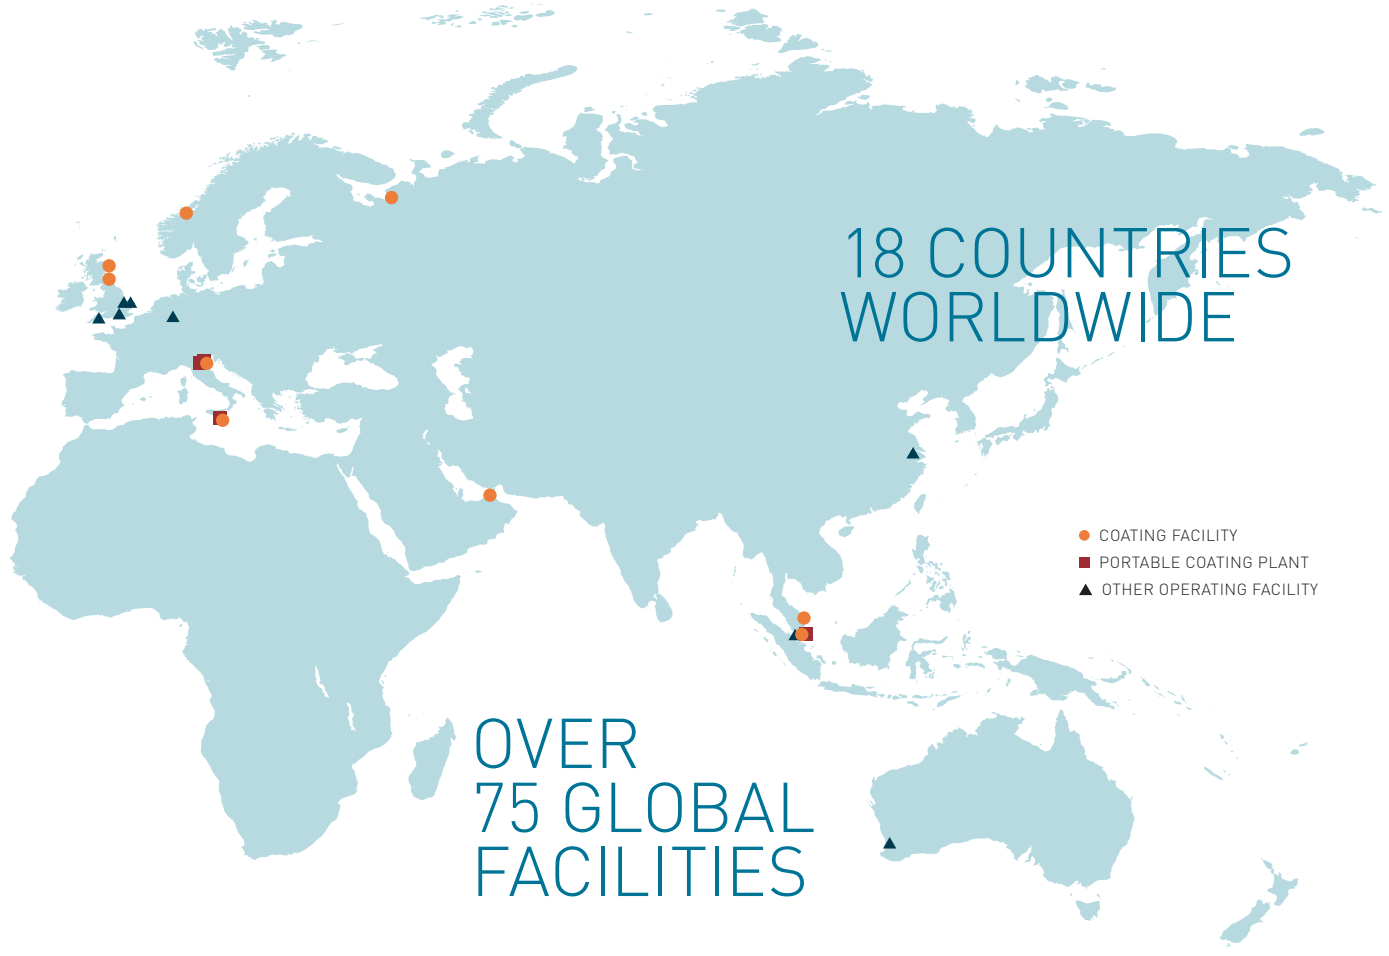 18 COUNTRIES
WORLDWIDE
COATING FACILITY
PORTABLE COATING PLANT
OTHER OPERATING FACILITY
OVER
75 GLOBAL
FACILITIES